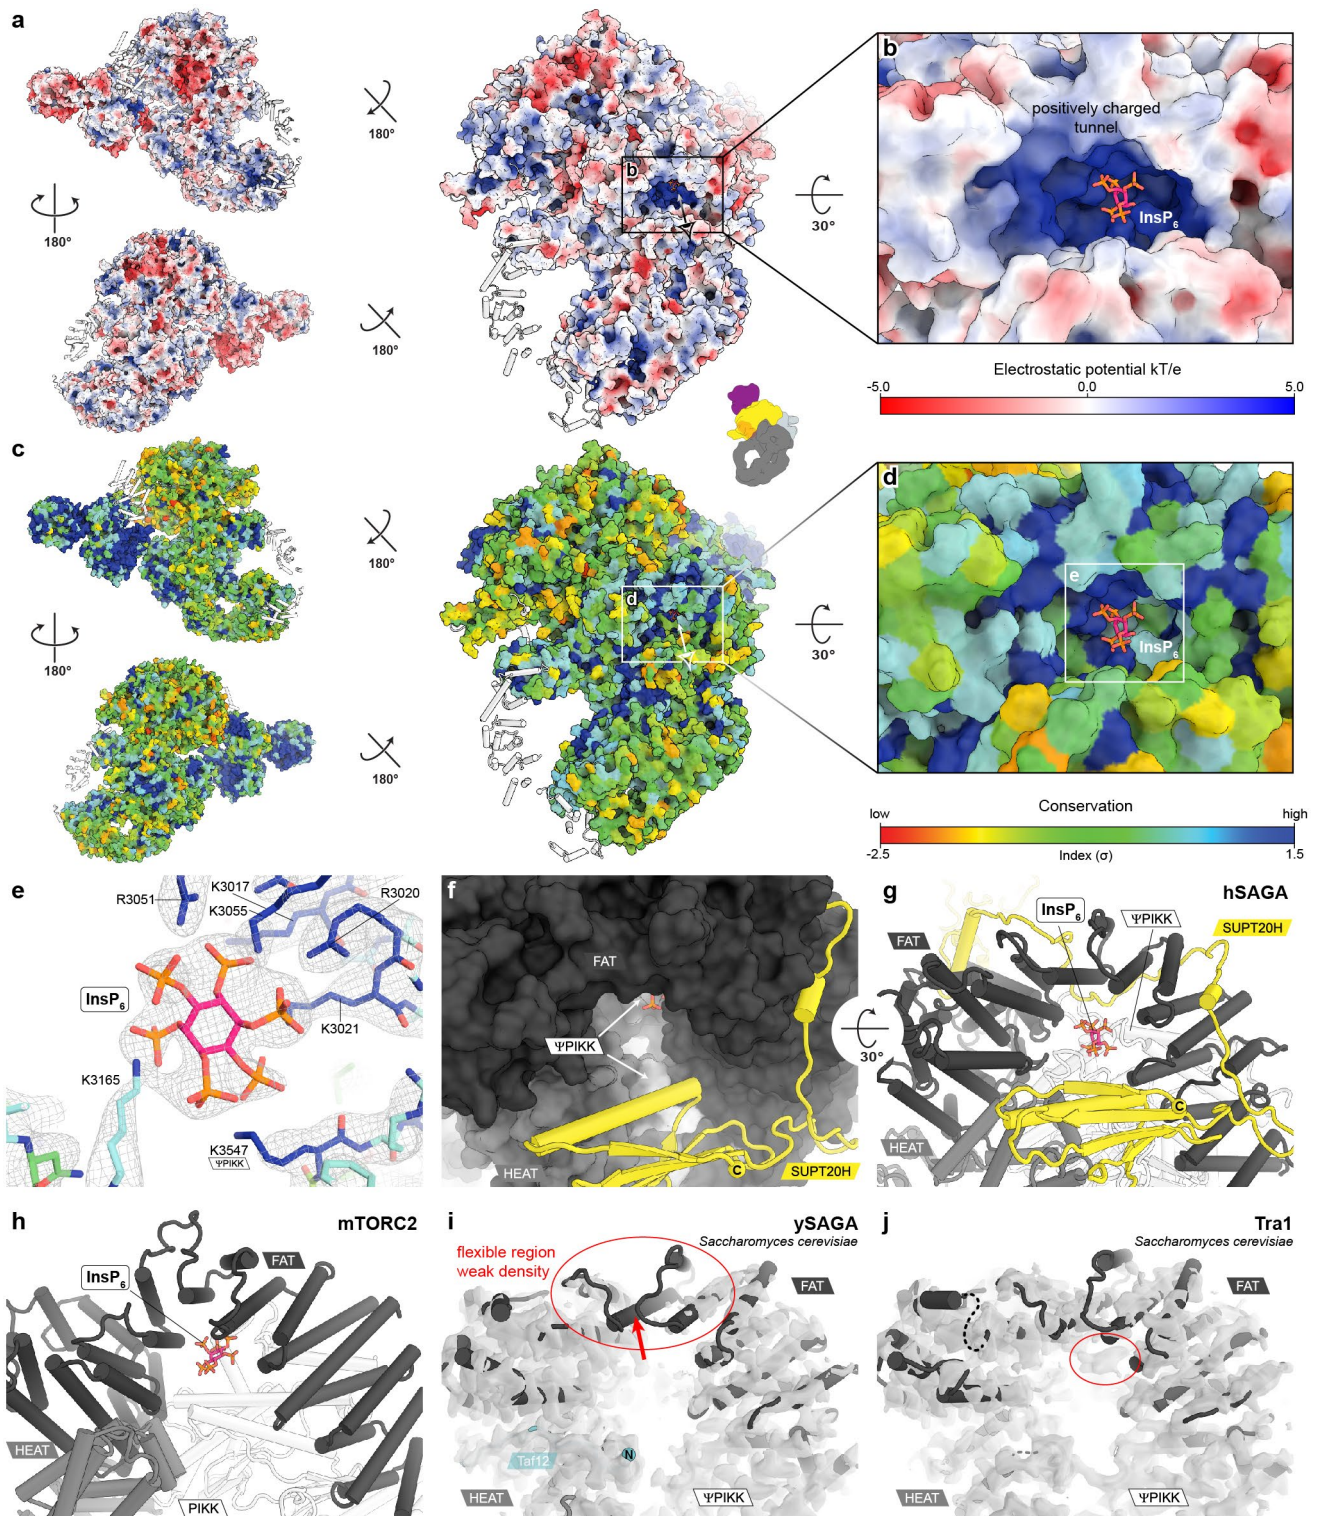 a
180°
180°
180°
b
30°
b
positively charged
tunnel
InsP6
Electrostatic potential kT/e
-5.0
0.0
5.0
c
180°
180°
180°
d
30°
d
e
InsP6
Conservation
low
high
-2.5
Index (σ)
1.5
e
R3051
K3017
K3055
R3020
InsP6
K3021
K3165
K3547
ΨPIKK
f
FAT
ΨPIKK
HEAT
C
SUPT20H
30°
g
hSAGA
InsP6
ΨPIKK
FAT
SUPT20H
C
HEAT
h
mTORC2
InsP6
FAT
HEAT
PIKK
i
ySAGA
Saccharomyces cerevisiae
flexible region
weak density
FAT
Taf12
N
HEAT
ΨPIKK
j
Tra1
Saccharomyces cerevisiae
FAT
HEAT
ΨPIKK